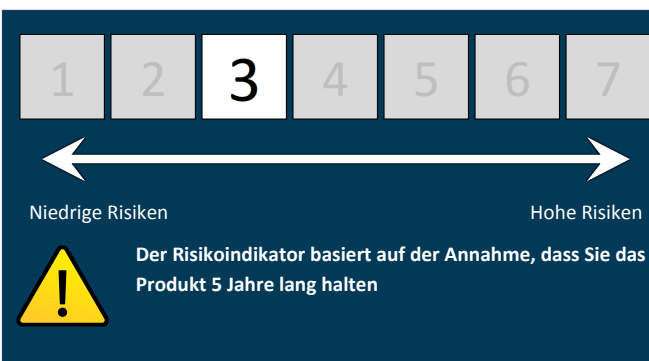 1 2 3 4 5 6 7
Niedrige Risiken Hohe Risiken
Der Risikoindikator basiert auf der Annahme, dass Sie das
Produkt 5 Jahre lang halten